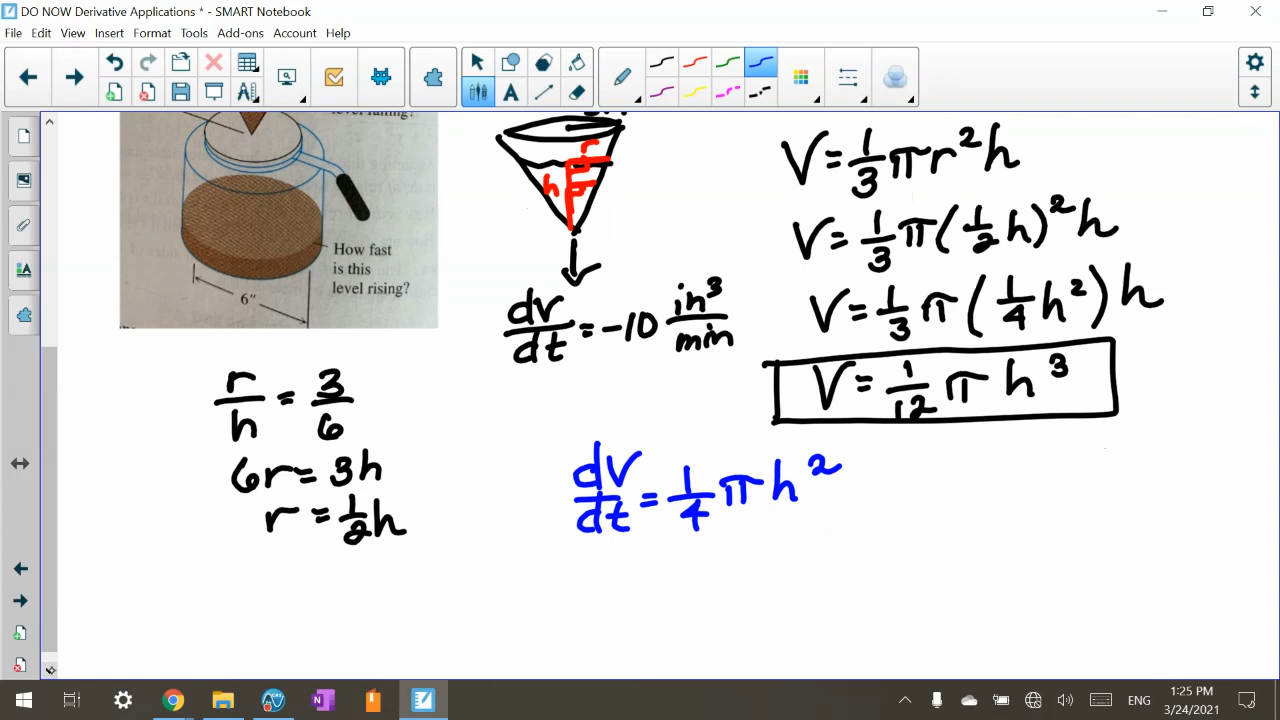 DO NOW Derivative Applications * - SMART Notebook
File Edit View Insert Format Tools Add-ons Account Help
How fast
is this
level rising?
6"
r
h
dV/dt = -10 in³/min
V = 1/3 π r² h
V = 1/3 π (1/2 h)² h
V = 1/3 π (1/4 h²) h
V = 1/12 π h³
r/h = 3/6
6r = 3h
r = 1/2 h
dV/dt = 1/4 π h²
ENG
1:25 PM
3/24/2021